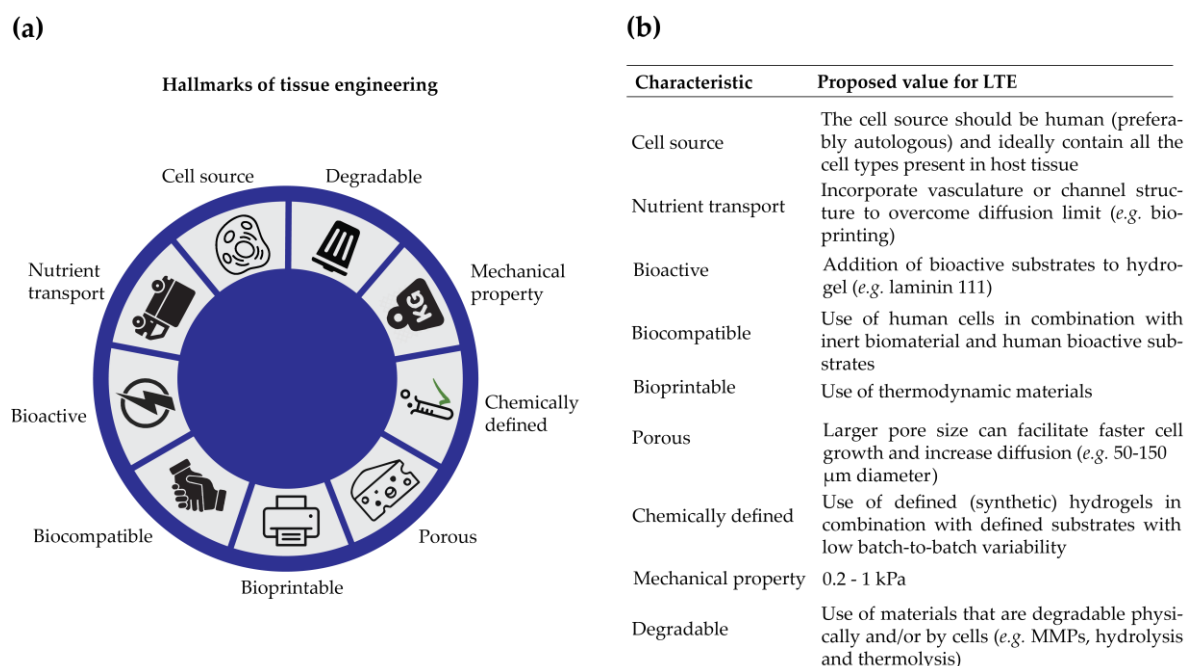 (a)
Hallmarks of tissue engineering
Cell source
Degradable
Nutrient
transport
Mechanical
property
KG
Bioactive
Chemically
defined
Biocompatible
Porous
Bioprintable
(b)
Characteristic Proposed value for LTE
Cell source
The cell source should be human (prefera-
bly autologous) and ideally contain all the
cell types present in host tissue
Nutrient transport
Incorporate vasculature or channel struc-
ture to overcome diffusion limit (e.g. bio-
printing)
Bioactive
Addition of bioactive substrates to hydro-
gel (e.g. laminin 111)
Biocompatible
Use of human cells in combination with
inert biomaterial and human bioactive sub-
strates
Bioprintable
Use of thermodynamic materials
Porous
Larger pore size can facilitate faster cell
growth and increase diffusion (e.g. 50-150
μm diameter)
Chemically defined
Use of defined (synthetic) hydrogels in
combination with defined substrates with
low batch-to-batch variability
Mechanical property 0.2 - 1 kPa
Degradable
Use of materials that are degradable physi-
cally and/or by cells (e.g. MMPs, hydrolysis
and thermolysis)